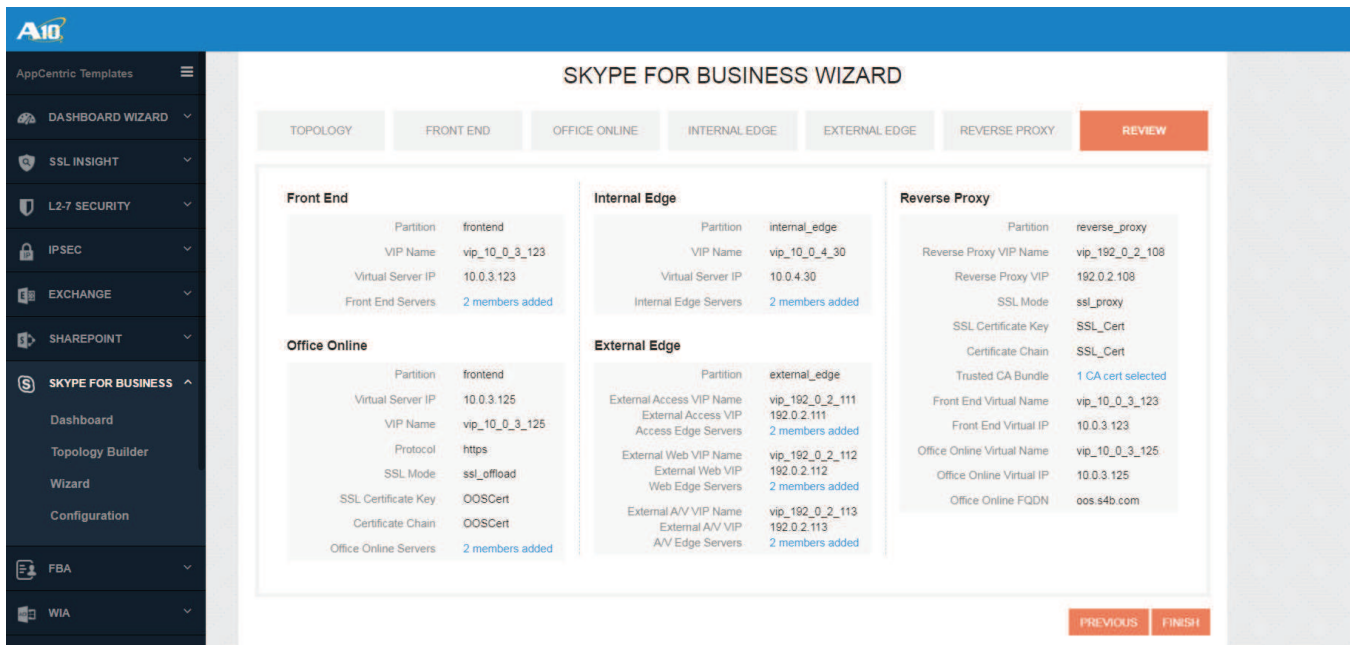 A10
AppCentric Templates
DASHBOARD WIZARD
SSL INSIGHT
L2-7 SECURITY
IPSEC
EXCHANGE
SHAREPOINT
SKYPE FOR BUSINESS
Dashboard
Topology Builder
Wizard
Configuration
FBA
WIA
SKYPE FOR BUSINESS WIZARD
TOPOLOGY FRONT END OFFICE ONLINE INTERNAL EDGE EXTERNAL EDGE REVERSE PROXY REVIEW
Front End
Partition frontend
VIP Name vip_10_0_3_123
Virtual Server IP 10.0.3.123
Front End Servers 2 members added
Office Online
Partition frontend
Virtual Server IP 10.0.3.125
VIP Name vip_10_0_3_125
Protocol https
SSL Mode ssl_offload
SSL Certificate Key OOSCert
Certificate Chain OOSCert
Office Online Servers 2 members added
Internal Edge
Partition internal_edge
VIP Name vip_10_0_4_30
Virtual Server IP 10.0.4.30
Internal Edge Servers 2 members added
External Edge
Partition external_edge
External Access VIP Name vip_192_0_2_111
External Access VIP 192.0.2.111
Access Edge Servers 2 members added
External Web VIP Name vip_192_0_2_112
External Web VIP 192.0.2.112
Web Edge Servers 2 members added
External A/V VIP Name vip_192_0_2_113
External A/V VIP 192.0.2.113
A/V Edge Servers 2 members added
Reverse Proxy
Partition reverse_proxy
Reverse Proxy VIP Name vip_192_0_2_108
Reverse Proxy VIP 192.0.2.108
SSL Mode ssl_proxy
SSL Certificate Key SSL_Cert
Certificate Chain SSL_Cert
Trusted CA Bundle 1 CA cert selected
Front End Virtual Name vip_10_0_3_123
Front End Virtual IP 10.0.3.123
Office Online Virtual Name vip_10_0_3_125
Office Online Virtual IP 10.0.3.125
Office Online FQDN oos.s4b.com
PREVIOUS FINISH